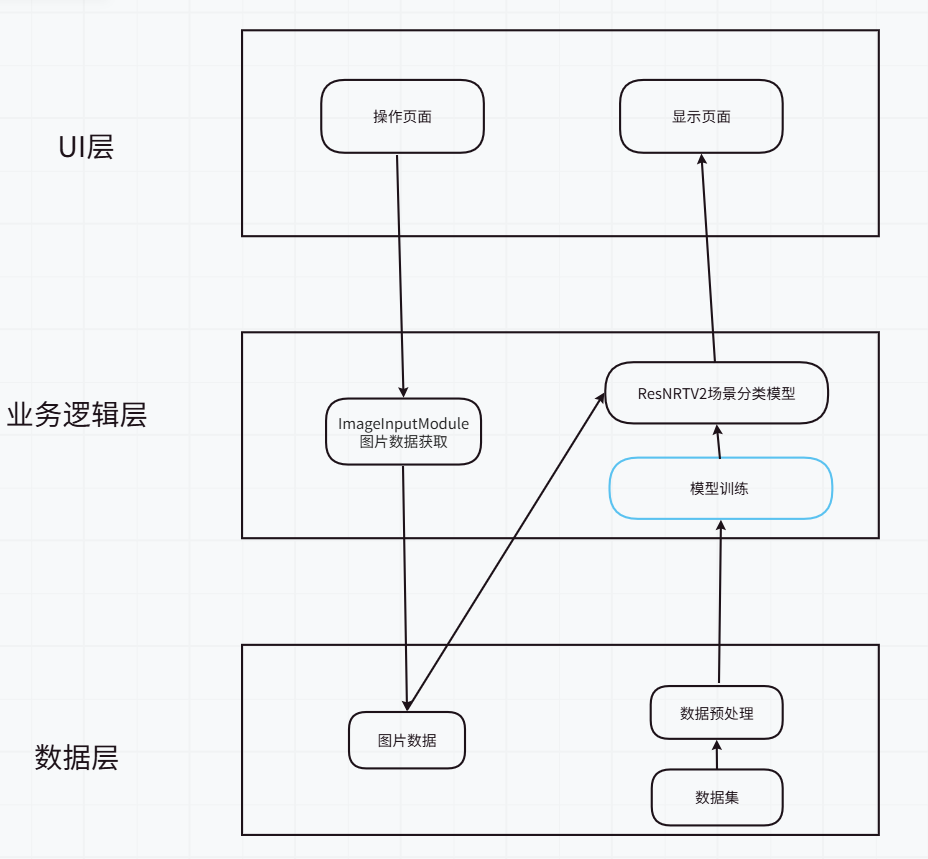 UI层
操作页面
显示页面
业务逻辑层
ImageInputModule
图片数据获取
ResNRTV2场景分类模型
模型训练
数据层
图片数据
数据预处理
数据集